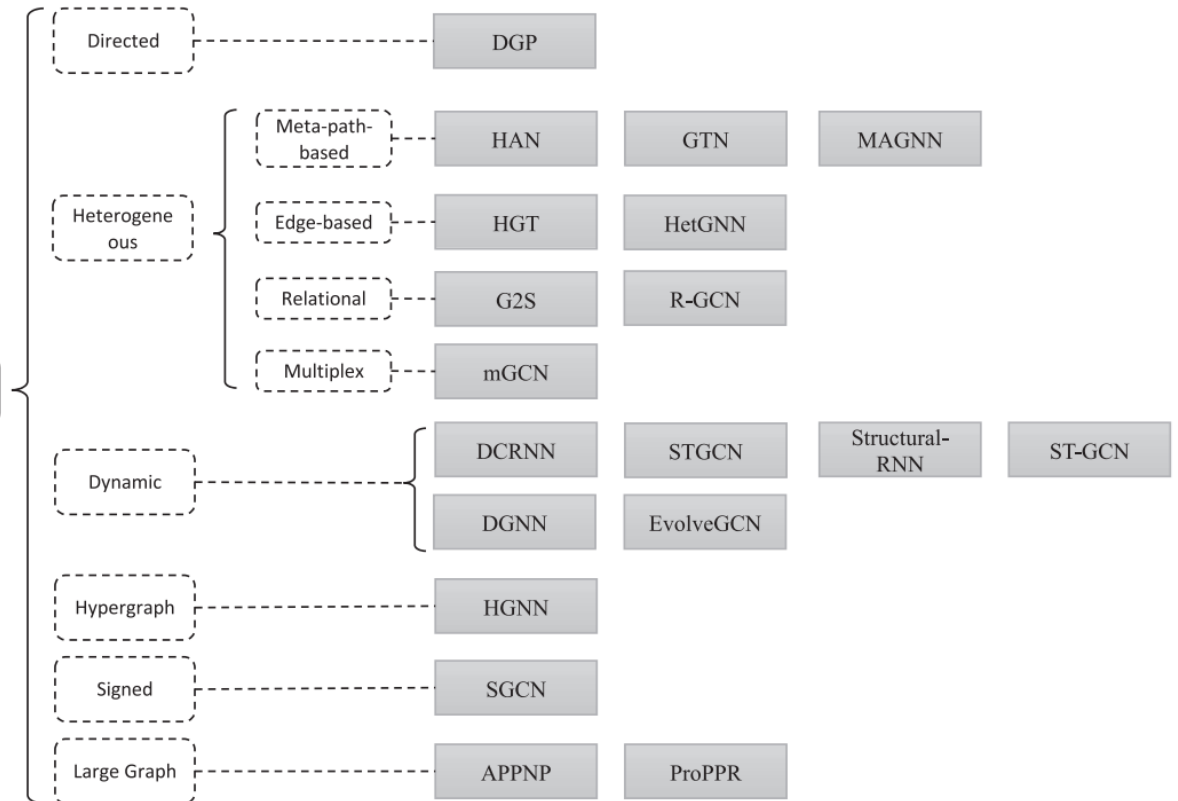 Directed
DGP
Meta-path-
based
HAN
GTN
MAGNN
Heterogene
ous
Edge-based
HGT
HetGNN
Relational
G2S
R-GCN
Multiplex
mGCN
Dynamic
DCRNN
STGCN
Structural-
RNN
ST-GCN
DGNN
EvolveGCN
Hypergraph
HGNN
Signed
SGCN
Large Graph
APPNP
ProPPR